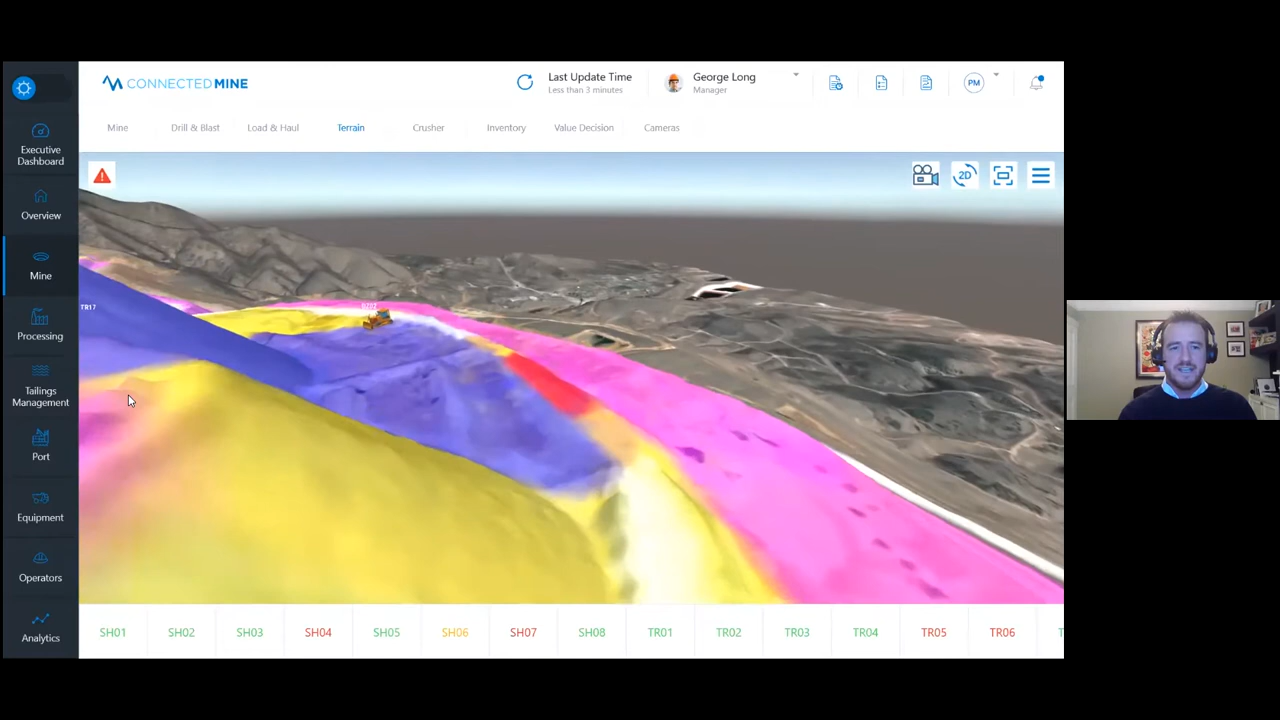 CONNECTED MINE
Last Update Time
Less than 3 minutes
George Long
Manager
PM
Mine
Drill & Blast
Load & Haul
Terrain
Crusher
Inventory
Value Decision
Cameras
2D
Executive
Dashboard
Overview
Mine
Processing
Tailings
Management
Port
Equipment
Operators
Analytics
TR17
SH01
SH02
SH03
SH04
SH05
SH06
SH07
SH08
TR01
TR02
TR03
TR04
TR05
TR06